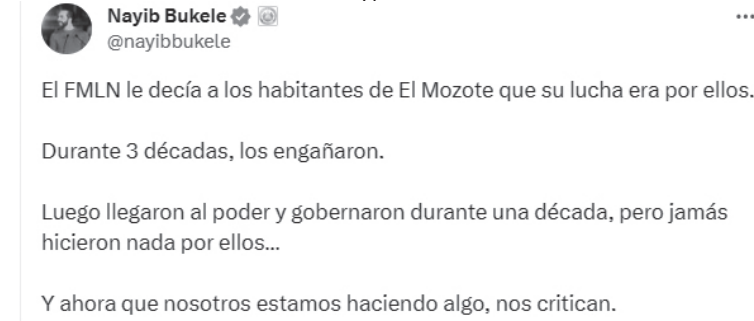 Nayib Bukele
@nayibbukele
El FMLN le decía a los habitantes de El Mozote que su lucha era por ellos.
Durante 3 décadas, los engañaron.
Luego llegaron al poder y gobernaron durante una década, pero jamás
hicieron nada por ellos...
Y ahora que nosotros estamos haciendo algo, nos critican.